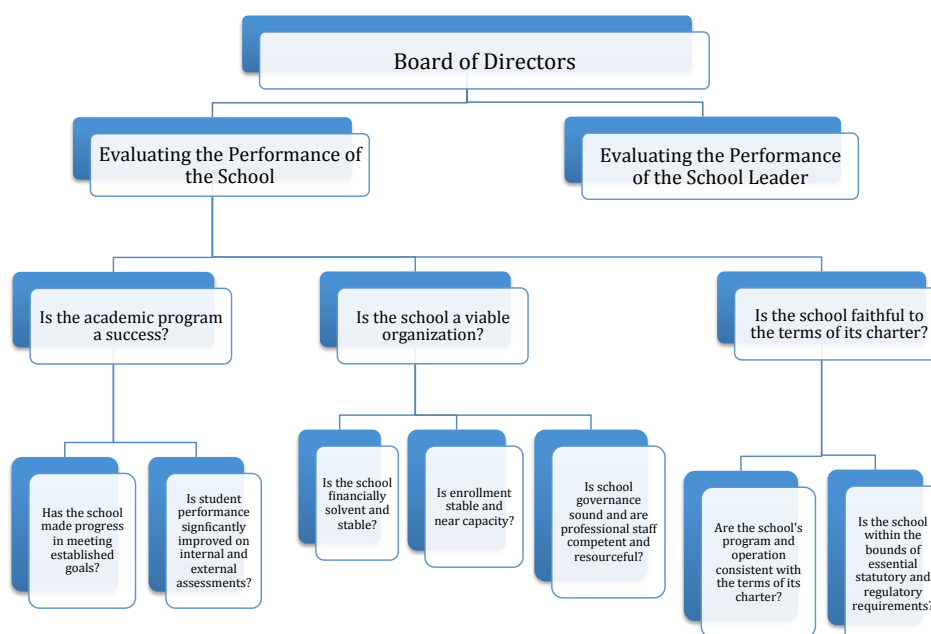 Board of Directors
Evaluating the Performance of
the School
Evaluating the Performance
of the School Leader
Is the academic program
a success?
Is the school a viable
organization?
Is the school faithful to
the terms of its charter?
Has the school
made progress
in meeting
established
goals?
Is student
performance
signficantly
improved on
internal and
external
assessments?
Is the school
financially
solvent and
stable?
Is enrollment
stable and
near capacity?
Is school
governance
sound and are
professional staff
competent and
resourceful?
Are the school's
program and
operation
consistent with
the terms of its
charter?
Is the school
within the
bounds of
essential
statutory and
regulatory
requirements?